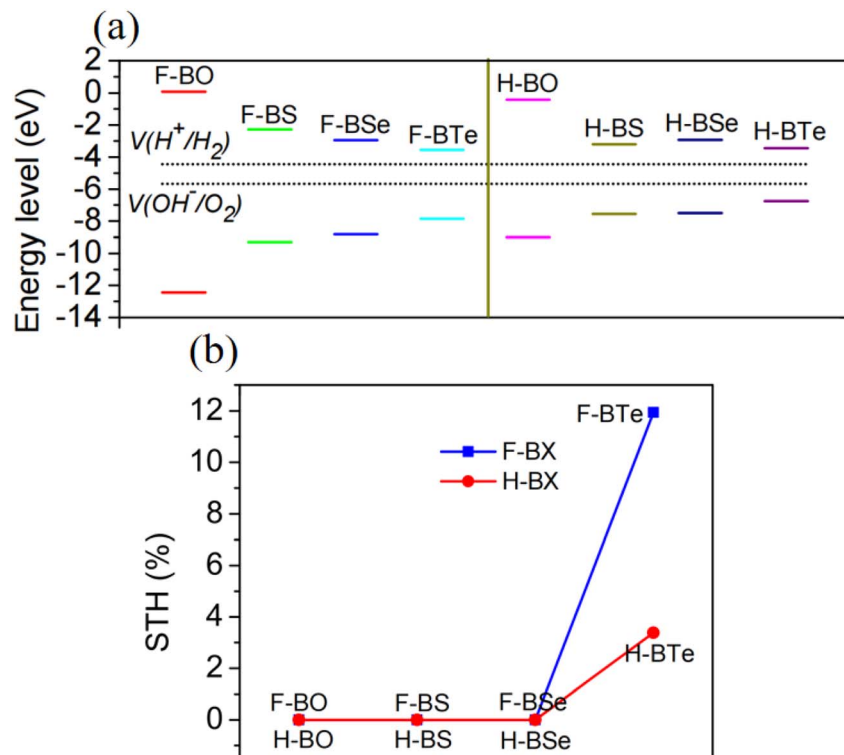 (a)
Energy level (eV)
2
0
-2
-4
-6
-8
-10
-12
-14
F-BO
F-BS
F-BSe
F-BTe
H-BO
H-BS
H-BSe
H-BTe
V(H⁺/H₂)
V(OH⁻/O₂)
(b)
STH (%)
12
10
8
6
4
2
0
F-BX
H-BX
F-BTe
H-BTe
F-BO
F-BS
F-BSe
H-BO
H-BS
H-BSe